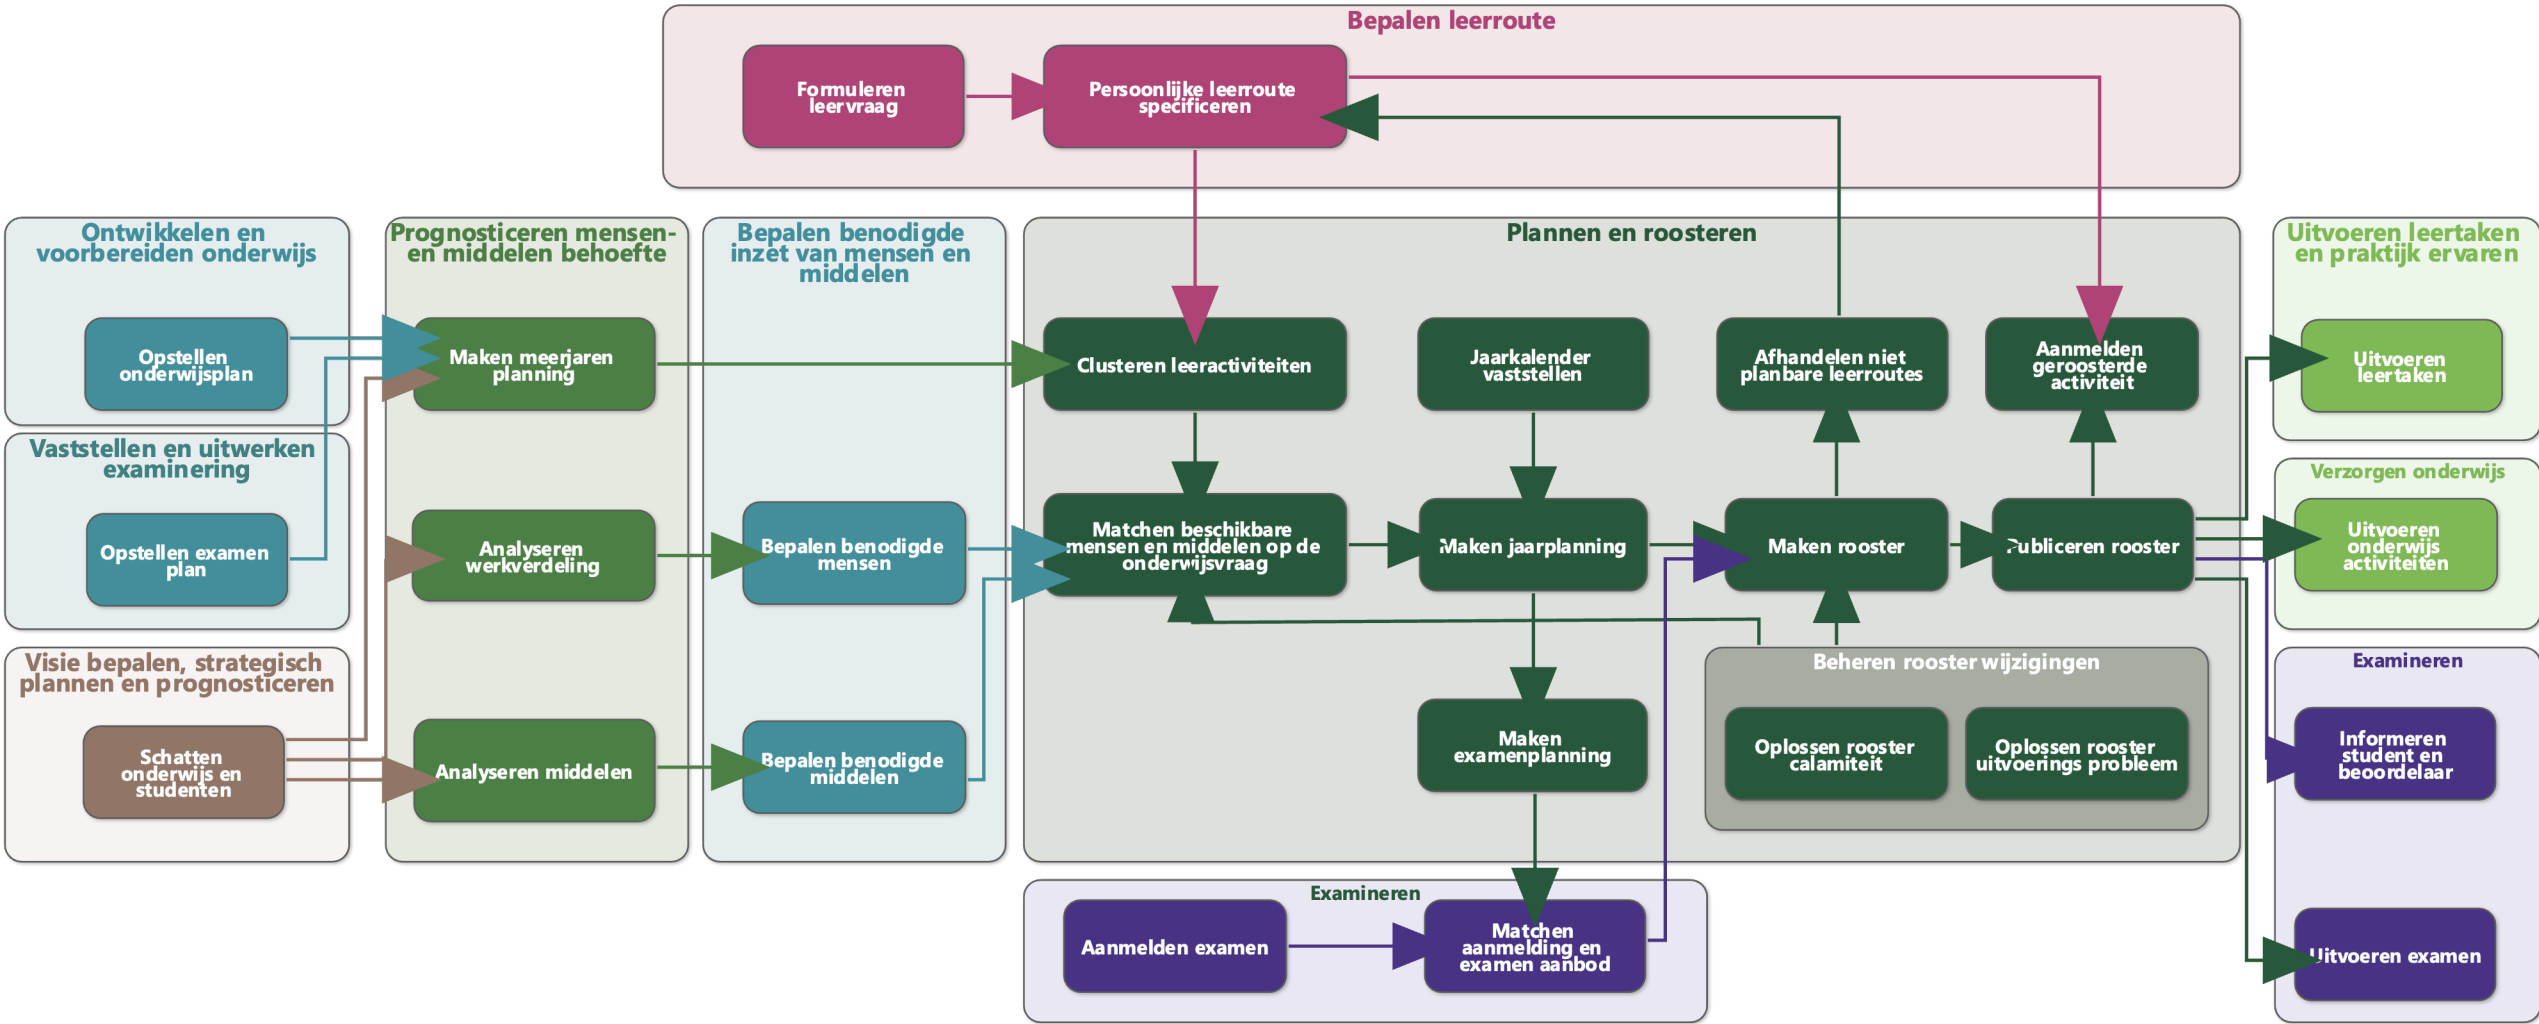 Bepalen leerroute
Formuleren
leervraag
Persoonlijke leerroute
specificeren
Ontwikkelen en
voorbereiden onderwijs
Opstellen
onderwijsplan
Vaststellen en uitwerken
examinering
Opstellen examen
plan
Visie bepalen, strategisch
plannen en prognosticeren
Schatten
onderwijs en
studenten
Prognosticeren mensen-
en middelen behoefte
Maken meerjaren
planning
Analyseren
werkverdeling
Analyseren middelen
Bepalen benodigde
inzet van mensen en
middelen
Bepalen benodigde
mensen
Bepalen benodigde
middelen
Plannen en roosteren
Clusteren leeractiviteiten
Jaarkalender
vaststellen
Afhandelen niet
planbare leerroutes
Aanmelden
geroosterde
activiteit
Matchen beschikbare
mensen en middelen op de
onderwijsvraag
Maken jaarplanning
Maken rooster
Publiceren rooster
Maken
examenplanning
Beheren rooster wijzigingen
Oplossen rooster
calamiteit
Oplossen rooster
uitvoerings probleem
Examineren
Aanmelden examen
Matchen
aanmelding en
examen aanbod
Uitvoeren leertaken
en praktijk ervaren
Uitvoeren
leertaken
Verzorgen onderwijs
Uitvoeren
onderwijs
activiteiten
Examineren
Informeren
student en
beoordelaar
Uitvoeren examen